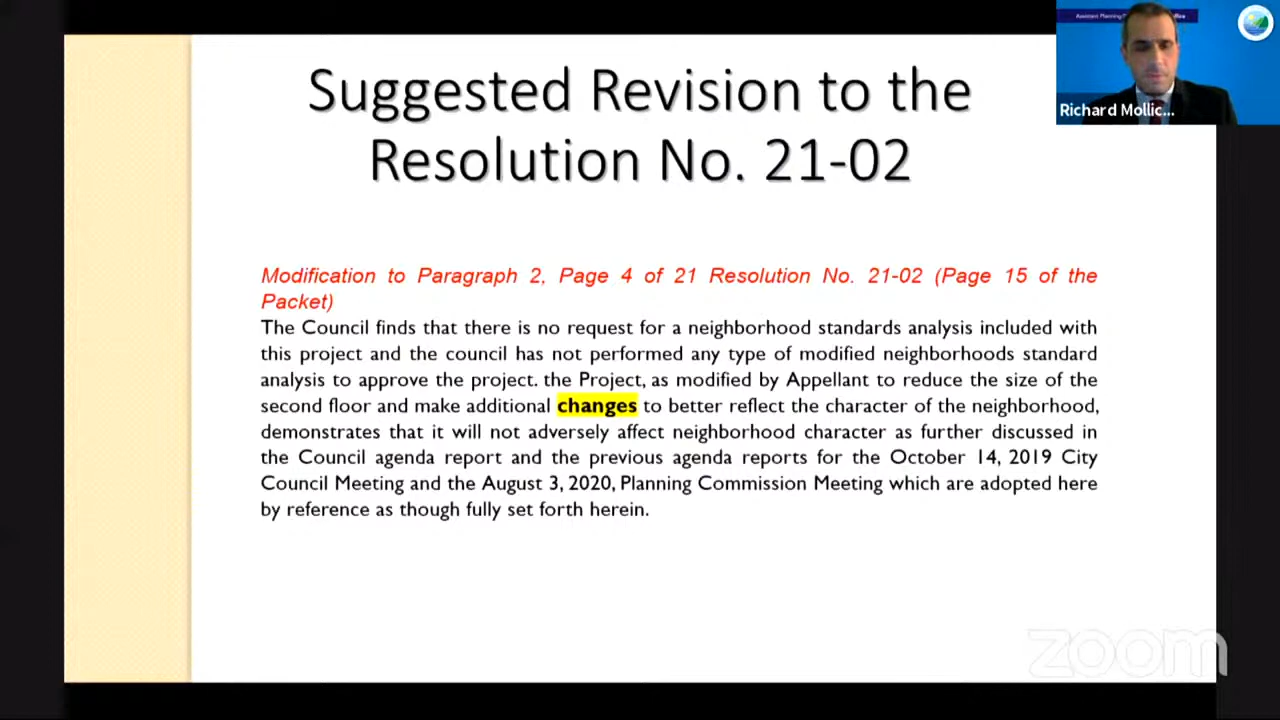 Assistant Planning
Richard Mollic...
Suggested Revision to the
Resolution No. 21-02
Modification to Paragraph 2, Page 4 of 21 Resolution No. 21-02 (Page 15 of the
Packet)
The Council finds that there is no request for a neighborhood standards analysis included with
this project and the council has not performed any type of modified neighborhoods standard
analysis to approve the project. the Project, as modified by Appellant to reduce the size of the
second floor and make additional changes to better reflect the character of the neighborhood,
demonstrates that it will not adversely affect neighborhood character as further discussed in
the Council agenda report and the previous agenda reports for the October 14, 2019 City
Council Meeting and the August 3, 2020, Planning Commission Meeting which are adopted here
by reference as though fully set forth herein.
zoom